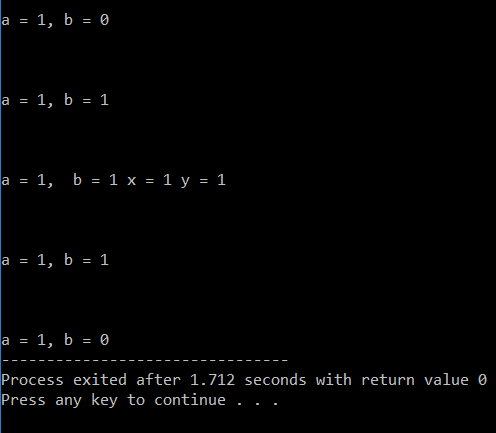 a = 1, b = 0
a = 1, b = 1
a = 1,  b = 1 x = 1 y = 1
a = 1, b = 1
a = 1, b = 0
--------------------------------
Process exited after 1.712 seconds with return value 0
Press any key to continue . . .